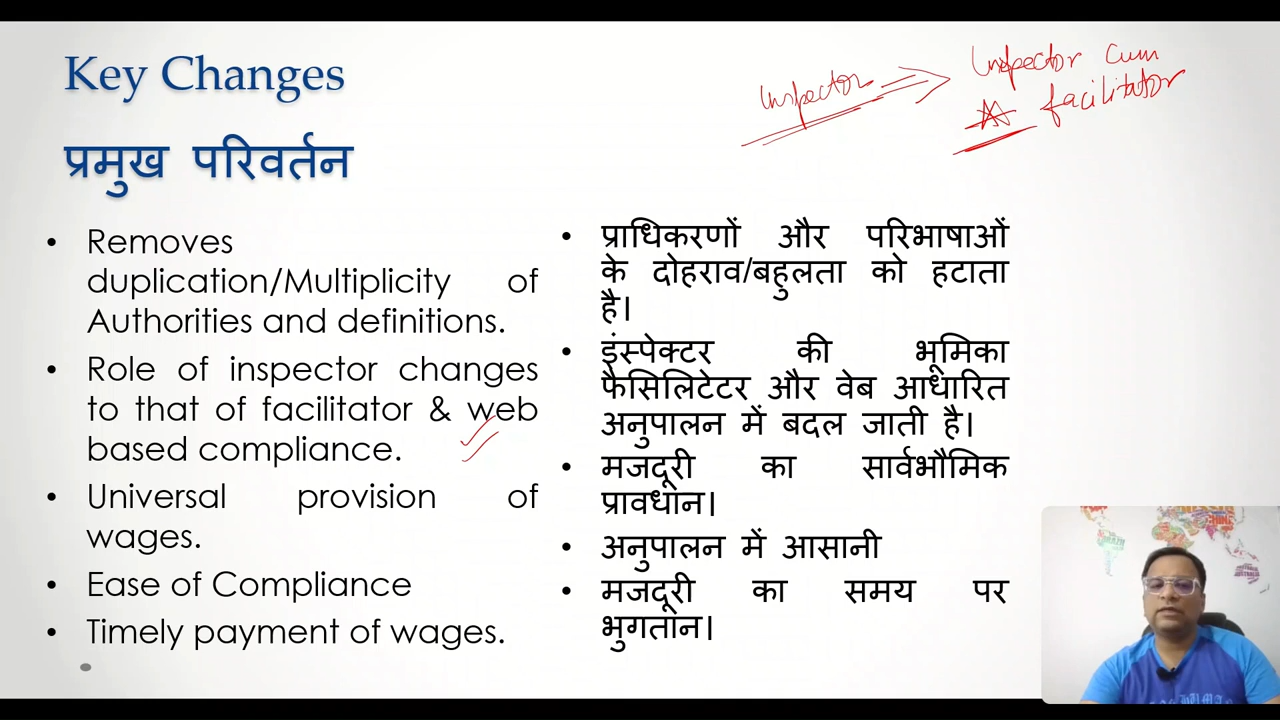 Key Changes
प्रमुख परिवर्तन
Inspector
Inspector Cum
facilitator
• Removes
duplication/Multiplicity of
Authorities and definitions.
• Role of inspector changes
to that of facilitator & web
based compliance.
• Universal provision of
wages.
• Ease of Compliance
• Timely payment of wages.
• प्राधिकरणों और परिभाषाओं
के दोहराव/बहुलता को हटाता
है।
• इंस्पेक्टर की भूमिका
फैसिलिटेटर और वेब आधारित
अनुपालन में बदल जाती है।
• मजदूरी का सार्वभौमिक
प्रावधान।
• अनुपालन में आसानी
• मजदूरी का समय पर
भुगतान।